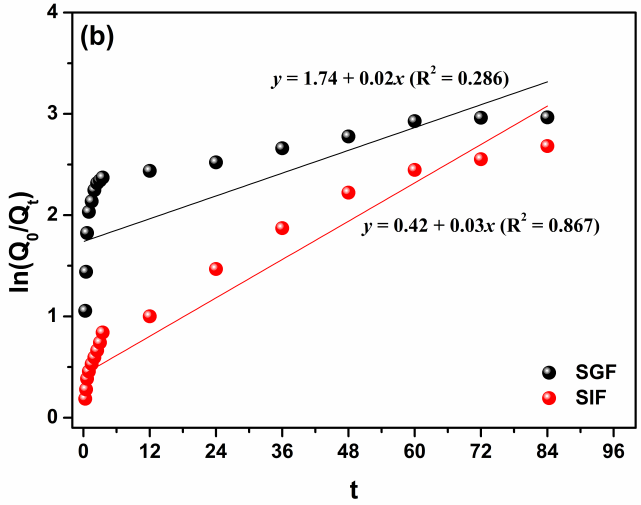 (b)
y = 1.74 + 0.02x (R² = 0.286)
y = 0.42 + 0.03x (R² = 0.867)
ln(Q₀/Qₜ)
4
3
2
1
0
SGF
SIF
0 12 24 36 48 60 72 84 96
t